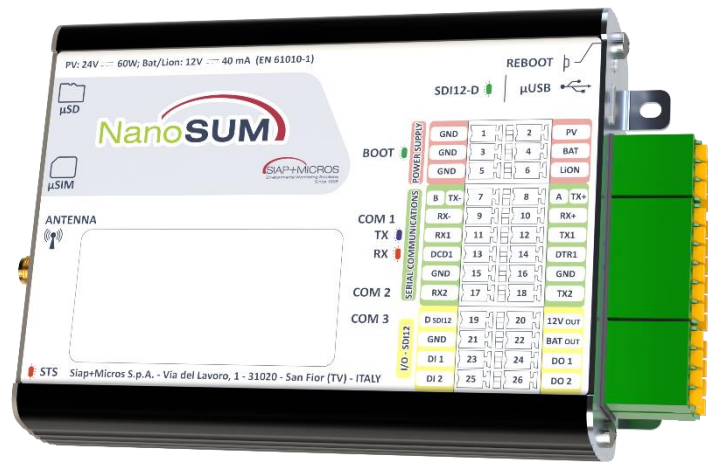 PV: 24V ⎓ 60W; Bat/Lion: 12V ⎓ 40 mA (EN 61010-1)
REBOOT
SDI12-D | µUSB
µSD
NanoSUM
SIAP+MICROS
µSIM
ANTENNA
BOOT
POWER SUPPLY
GND 1 2 PV
GND 3 4 BAT
GND 5 6 LiON
SERIAL COMMUNICATIONS
B TX- 7 8 A TX+
COM 1 RX- 9 10 RX+
TX RX1 11 12 TX1
RX DCD1 13 14 DTR1
GND 15 16 GND
COM 2 RX2 17 18 TX2
COM 3
I/O - SDI12
D SDI12 19 20 12V OUT
GND 21 22 BAT OUT
DI 1 23 24 DO 1
DI 2 25 26 DO 2
STS Siap+Micros S.p.A. - Via del Lavoro, 1 - 31020 - San Fior (TV) - ITALY